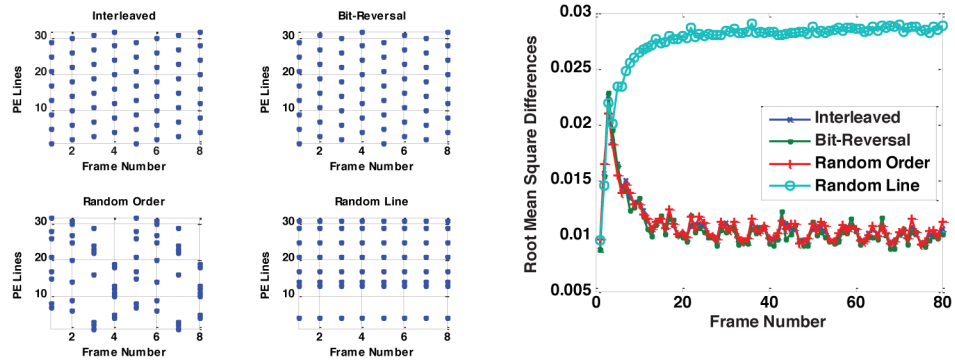 Interleaved
PE Lines
30
20
10
2 4 6 8
Frame Number
Bit-Reversal
PE Lines
30
20
10
2 4 6 8
Frame Number
Random Order
PE Lines
30
20
10
2 4 6 8
Frame Number
Random Line
PE Lines
30
20
10
2 4 6 8
Frame Number
Root Mean Square Differences
0.03
0.025
0.02
0.015
0.01
0.005
0 20 40 60 80
Frame Number
Interleaved
Bit-Reversal
Random Order
Random Line